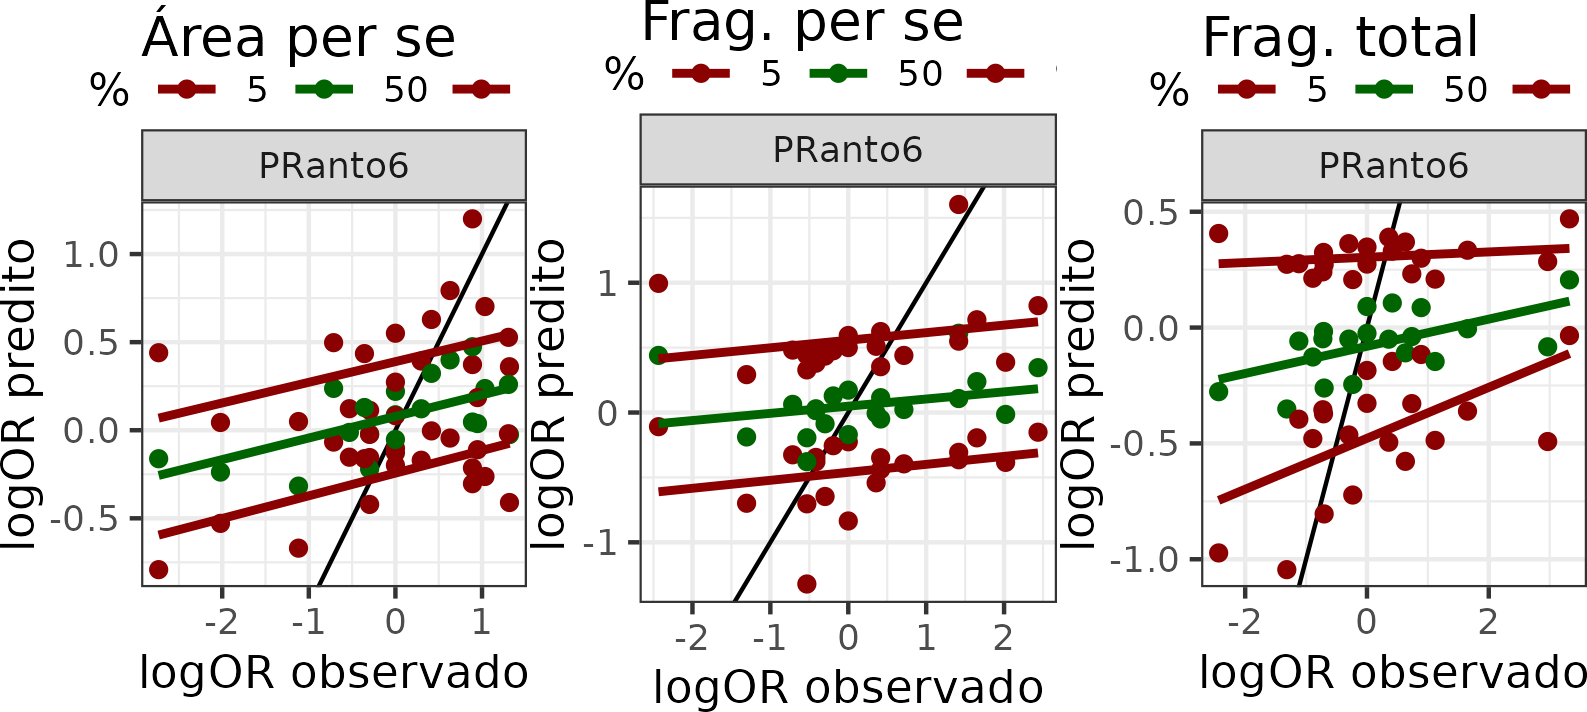 Área per se
% 5 50
PRanto6
logOR predito
1.0
0.5
0.0
-0.5
-2 -1 0 1
logOR observado
Frag. per se
% 5 50
PRanto6
logOR predito
1
0
-1
-2 -1 0 1 2
logOR observado
Frag. total
% 5 50
PRanto6
logOR predito
0.5
0.0
-0.5
-1.0
-2 0 2
logOR observado